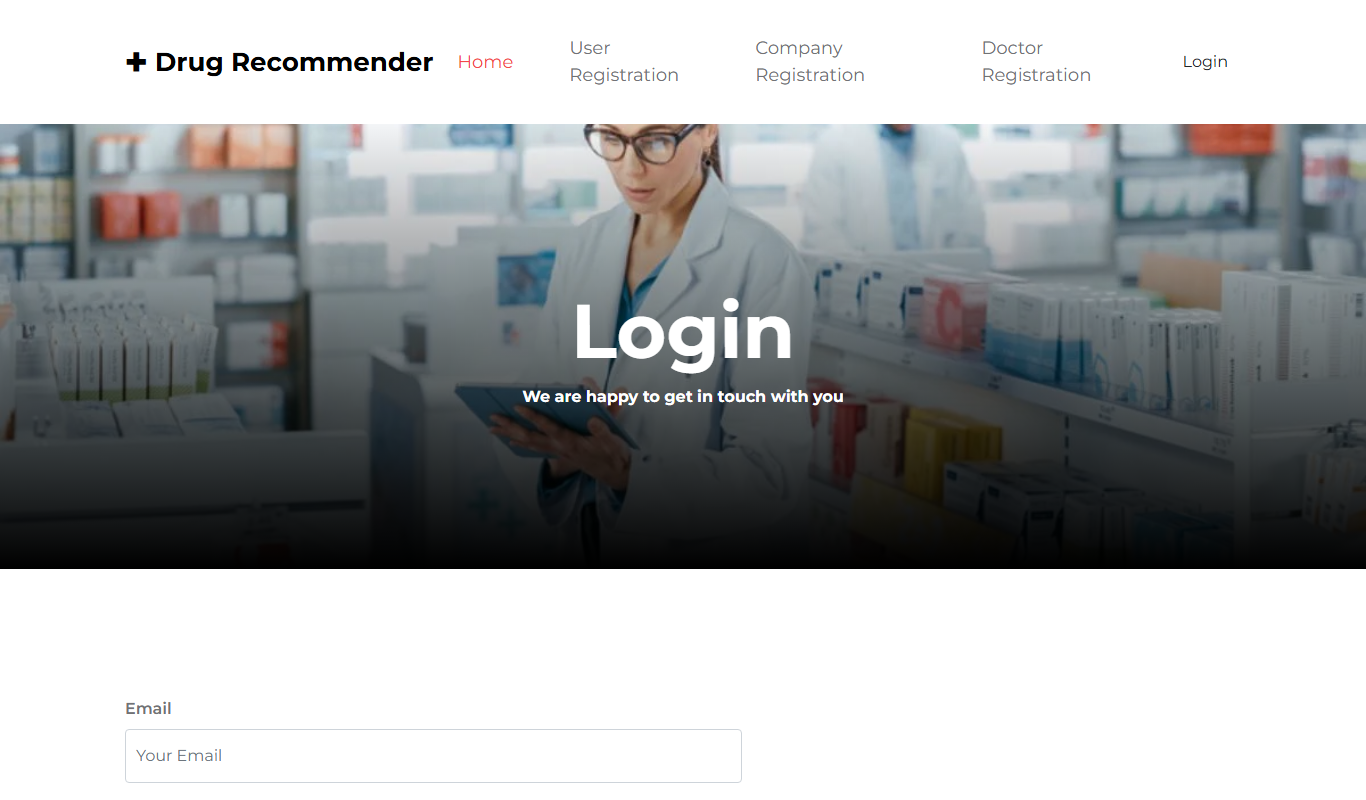 ✚ Drug Recommender
Home
User
Registration
Company
Registration
Doctor
Registration
Login
Login
We are happy to get in touch with you
Email
Your Email